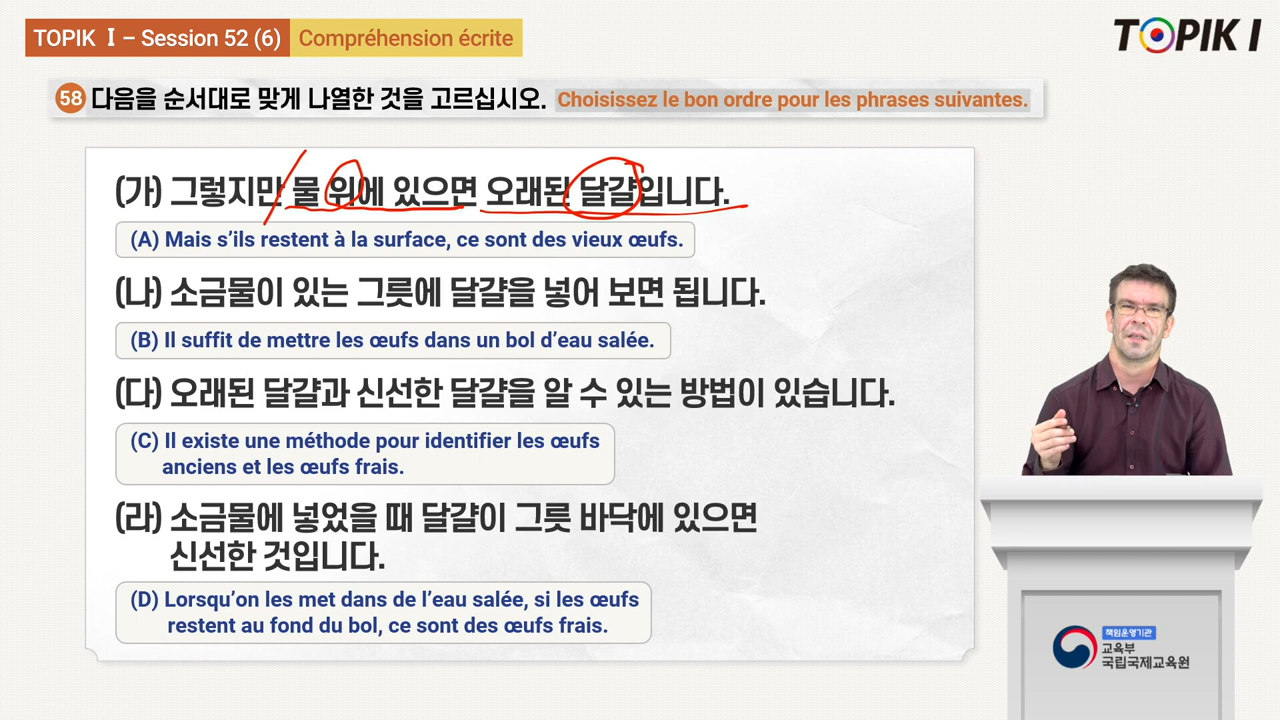 TOPIK Ⅰ – Session 52 (6) Compréhension écrite
TOPIK I
58 다음을 순서대로 맞게 나열한 것을 고르십시오. Choisissez le bon ordre pour les phrases suivantes.
(가) 그렇지만 물 위에 있으면 오래된 달걀입니다.
(A) Mais s’ils restent à la surface, ce sont des vieux œufs.
(나) 소금물이 있는 그릇에 달걀을 넣어 보면 됩니다.
(B) Il suffit de mettre les œufs dans un bol d’eau salée.
(다) 오래된 달걀과 신선한 달걀을 알 수 있는 방법이 있습니다.
(C) Il existe une méthode pour identifier les œufs
anciens et les œufs frais.
(라) 소금물에 넣었을 때 달걀이 그릇 바닥에 있으면
신선한 것입니다.
(D) Lorsqu’on les met dans de l’eau salée, si les œufs
restent au fond du bol, ce sont des œufs frais.
책임운영기관
교육부
국립국제교육원